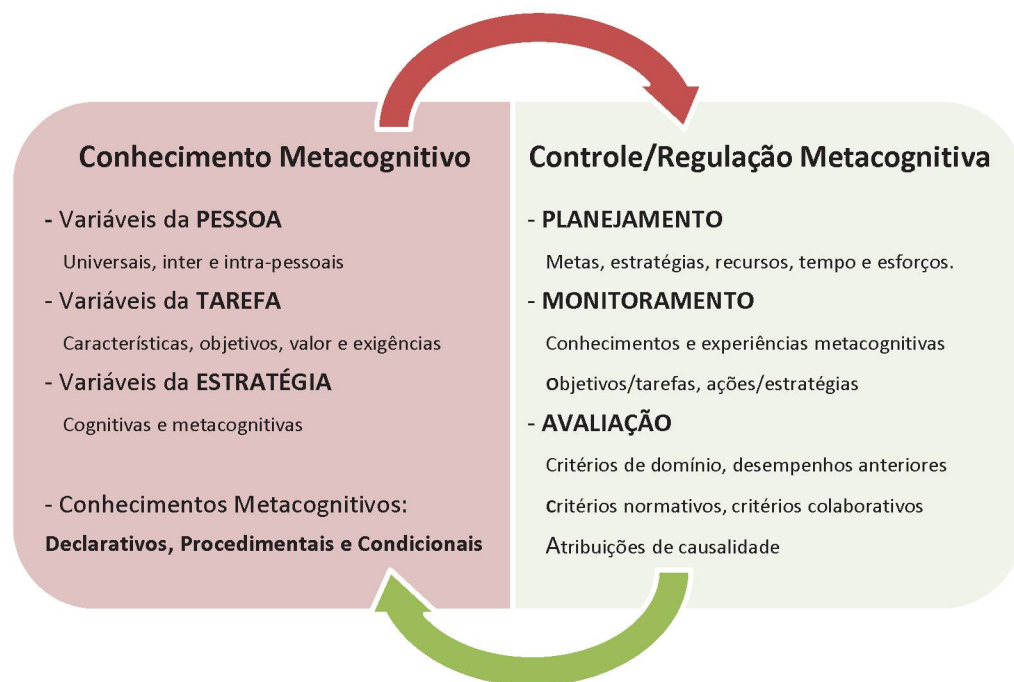 Conhecimento Metacognitivo
- Variáveis da PESSOA
Universais, inter e intra-pessoais
- Variáveis da TAREFA
Características, objetivos, valor e exigências
- Variáveis da ESTRATÉGIA
Cognitivas e metacognitivas
- Conhecimentos Metacognitivos:
Declarativos, Procedimentais e Condicionais
Controle/Regulação Metacognitiva
- PLANEJAMENTO
Metas, estratégias, recursos, tempo e esforços.
- MONITORAMENTO
Conhecimentos e experiências metacognitivas
objetivos/tarefas, ações/estratégias
- AVALIAÇÃO
Critérios de domínio, desempenhos anteriores
critérios normativos, critérios colaborativos
Atribuições de causalidade